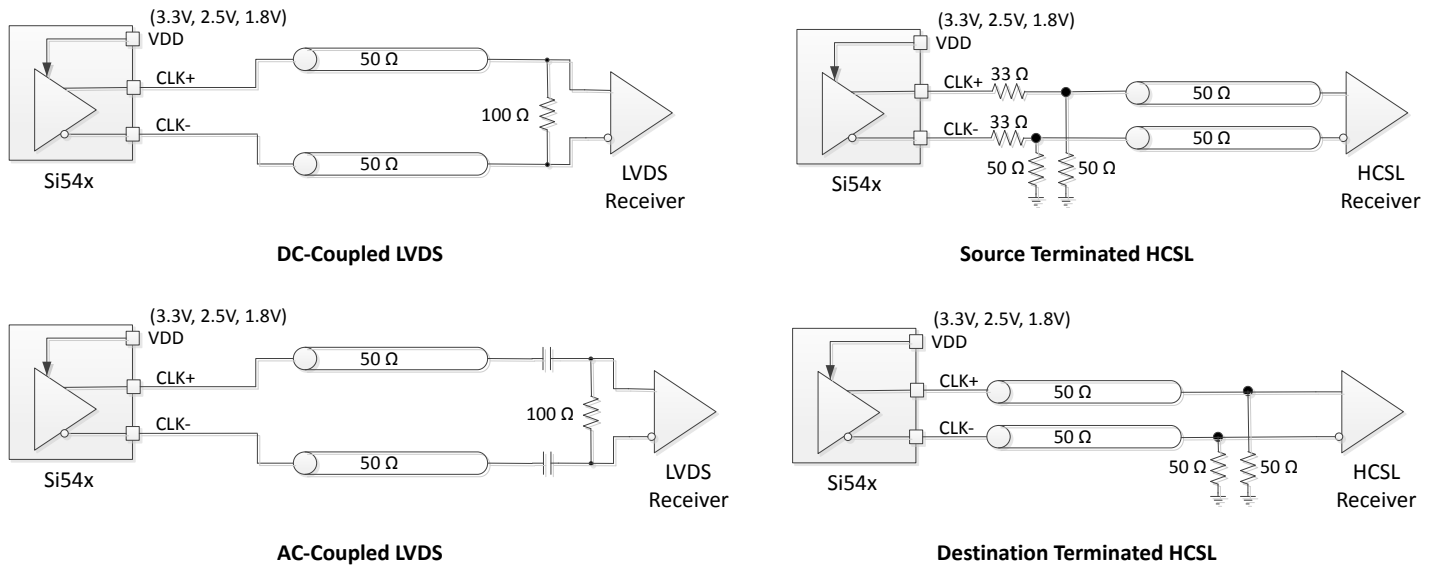 (3.3V, 2.5V, 1.8V)
VDD
CLK+
50 Ω
100 Ω
CLK-
50 Ω
Si54x
LVDS
Receiver
DC-Coupled LVDS
(3.3V, 2.5V, 1.8V)
VDD
CLK+
33 Ω
50 Ω
CLK-
33 Ω
50 Ω
50 Ω
50 Ω
Si54x
HCSL
Receiver
Source Terminated HCSL
(3.3V, 2.5V, 1.8V)
VDD
CLK+
50 Ω
100 Ω
CLK-
50 Ω
Si54x
LVDS
Receiver
AC-Coupled LVDS
(3.3V, 2.5V, 1.8V)
VDD
CLK+
50 Ω
CLK-
50 Ω
50 Ω
50 Ω
Si54x
HCSL
Receiver
Destination Terminated HCSL